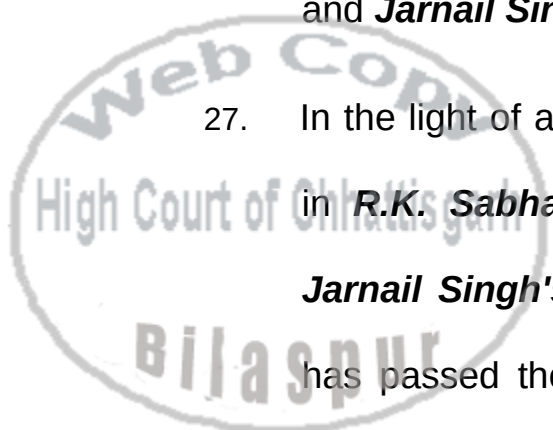 and Jarnail Sin
Web Copy
27. In the light of a
High Court of Chhattisgarh
in R.K. Sabha
Jarnail Singh's
Bilaspur
has passed the